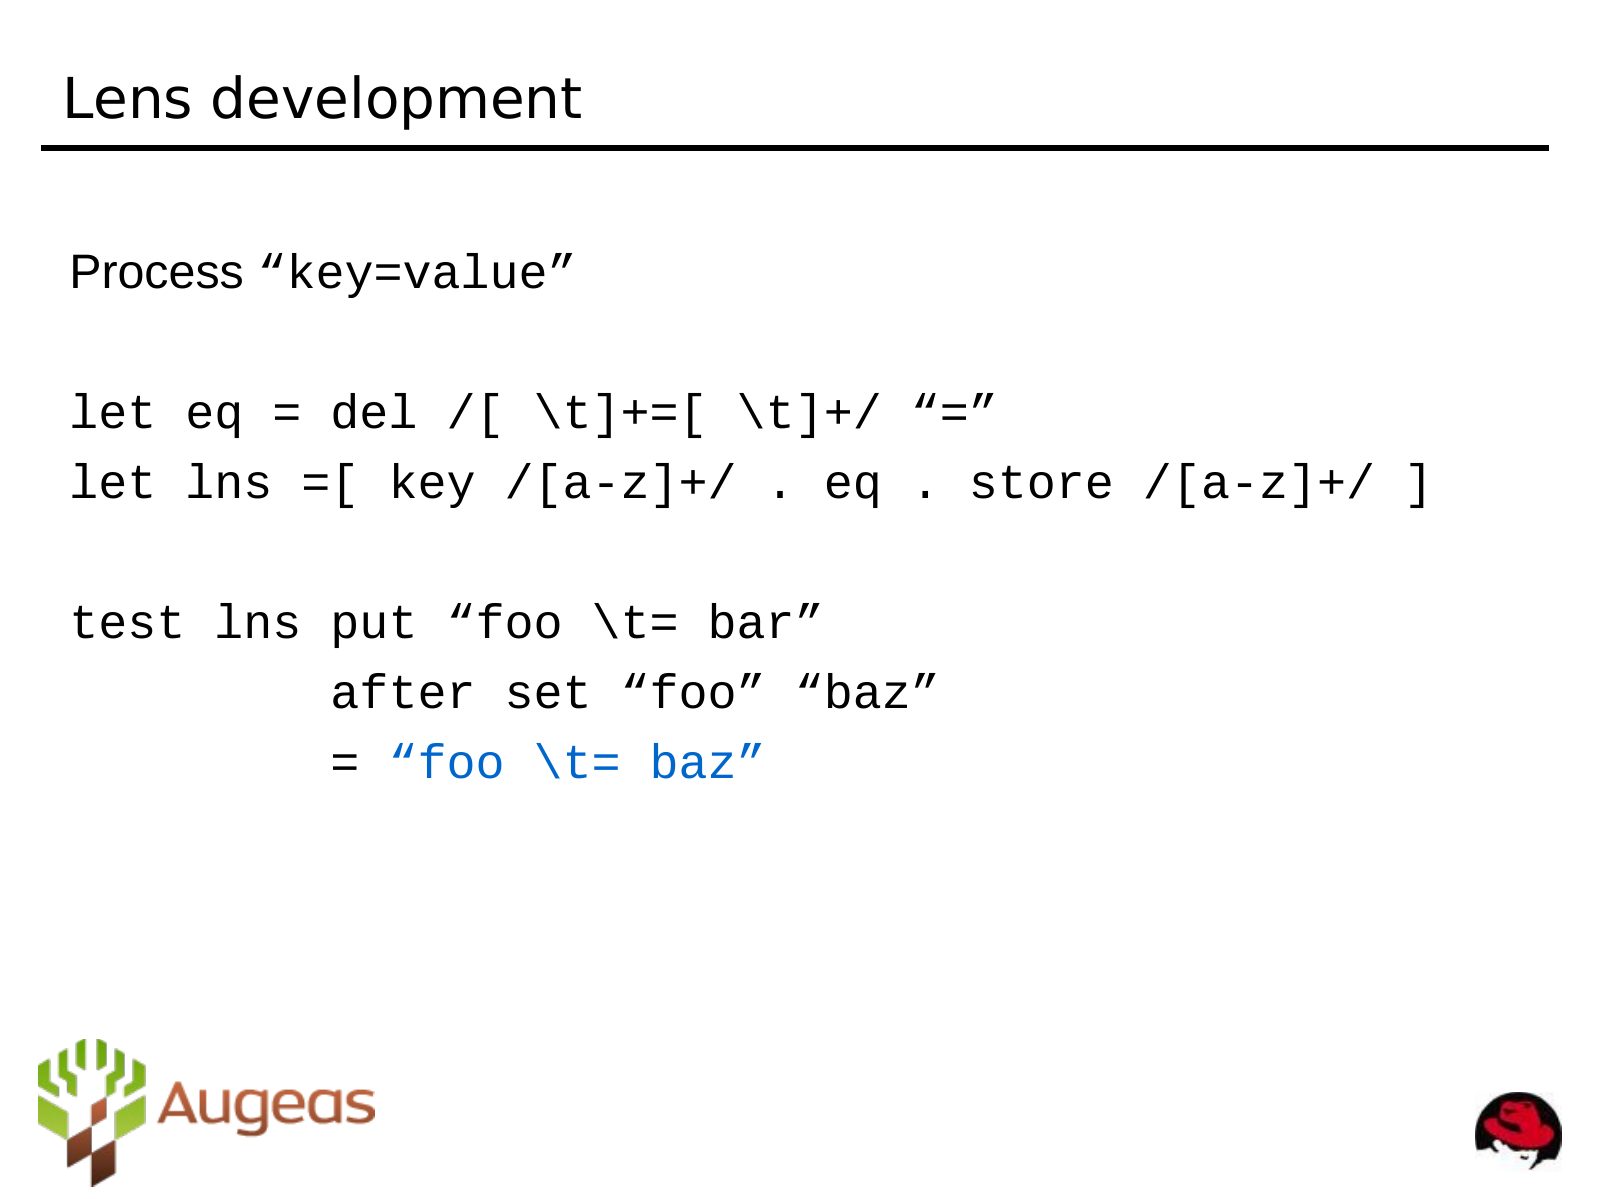 Lens development
Process “key=value”
let eq = del /[ \t]+=[ \t]+/ “=”
let lns =[ key /[a-z]+/ . eq . store /[a-z]+/ ]
test lns put “foo \t= bar”
after set “foo” “baz”
= “foo \t= baz”
Augeas